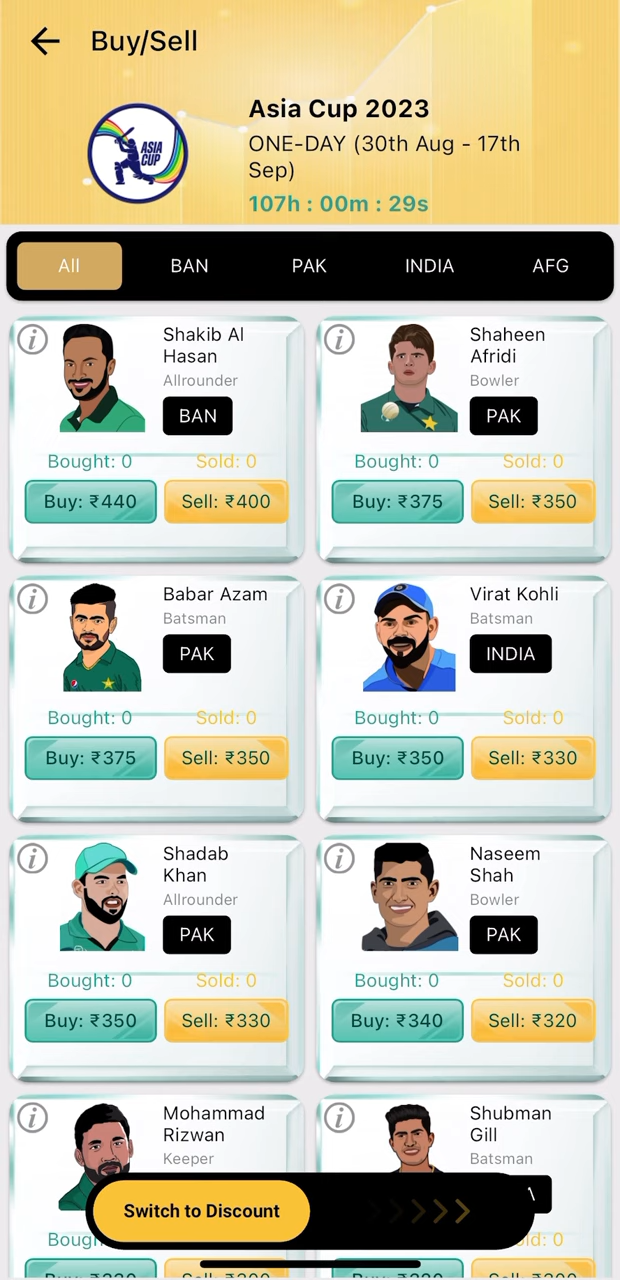 Buy/Sell
Asia Cup 2023
ONE-DAY (30th Aug - 17th
Sep)
107h : 00m : 29s
ASIA
CUP
All BAN PAK INDIA AFG
Shakib Al
Hasan
Allrounder
BAN
Bought: 0 Sold: 0
Buy: ₹440 Sell: ₹400
Shaheen
Afridi
Bowler
PAK
Bought: 0 Sold: 0
Buy: ₹375 Sell: ₹350
Babar Azam
Batsman
PAK
Bought: 0 Sold: 0
Buy: ₹375 Sell: ₹350
Virat Kohli
Batsman
INDIA
Bought: 0 Sold: 0
Buy: ₹350 Sell: ₹330
Shadab
Khan
Allrounder
PAK
Bought: 0 Sold: 0
Buy: ₹350 Sell: ₹330
Naseem
Shah
Bowler
PAK
Bought: 0 Sold: 0
Buy: ₹340 Sell: ₹320
Mohammad
Rizwan
Keeper
Shubman
Gill
Batsman
Switch to Discount